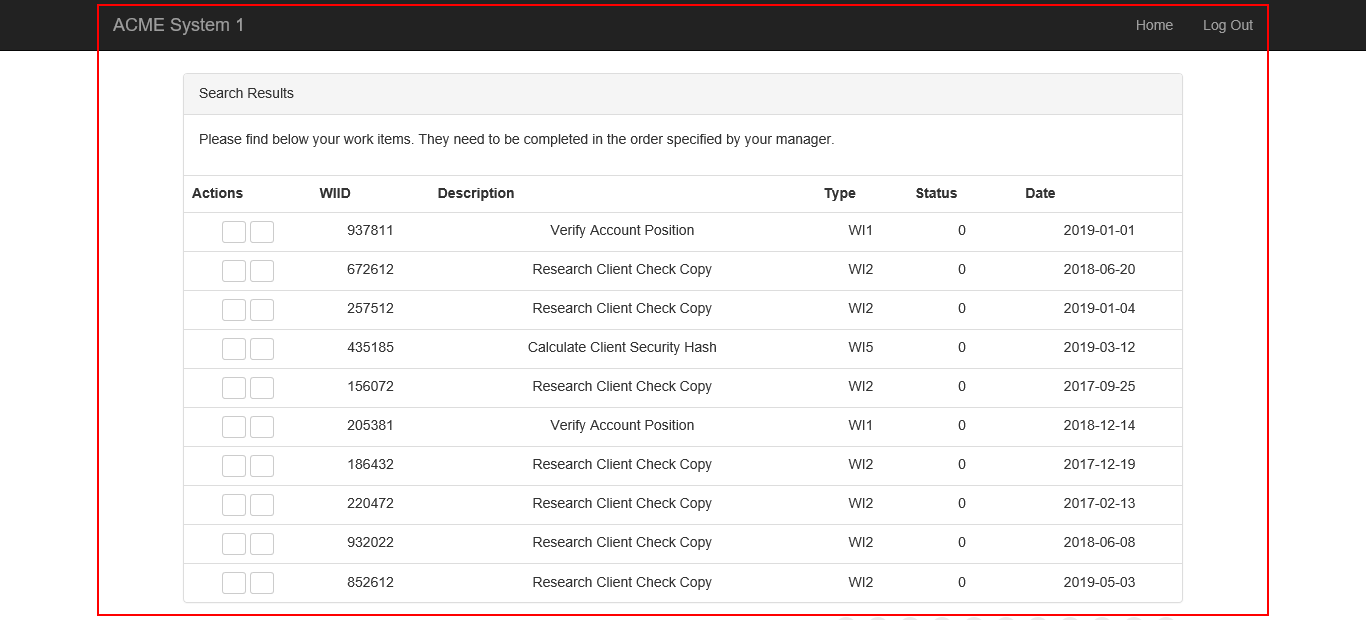 ACME System 1 Home Log Out
Search Results
Please find below your work items. They need to be completed in the order specified by your manager.
Actions WIID Description Type Status Date
937811 Verify Account Position WI1 0 2019-01-01
672612 Research Client Check Copy WI2 0 2018-06-20
257512 Research Client Check Copy WI2 0 2019-01-04
435185 Calculate Client Security Hash WI5 0 2019-03-12
156072 Research Client Check Copy WI2 0 2017-09-25
205381 Verify Account Position WI1 0 2018-12-14
186432 Research Client Check Copy WI2 0 2017-12-19
220472 Research Client Check Copy WI2 0 2017-02-13
932022 Research Client Check Copy WI2 0 2018-06-08
852612 Research Client Check Copy WI2 0 2019-05-03